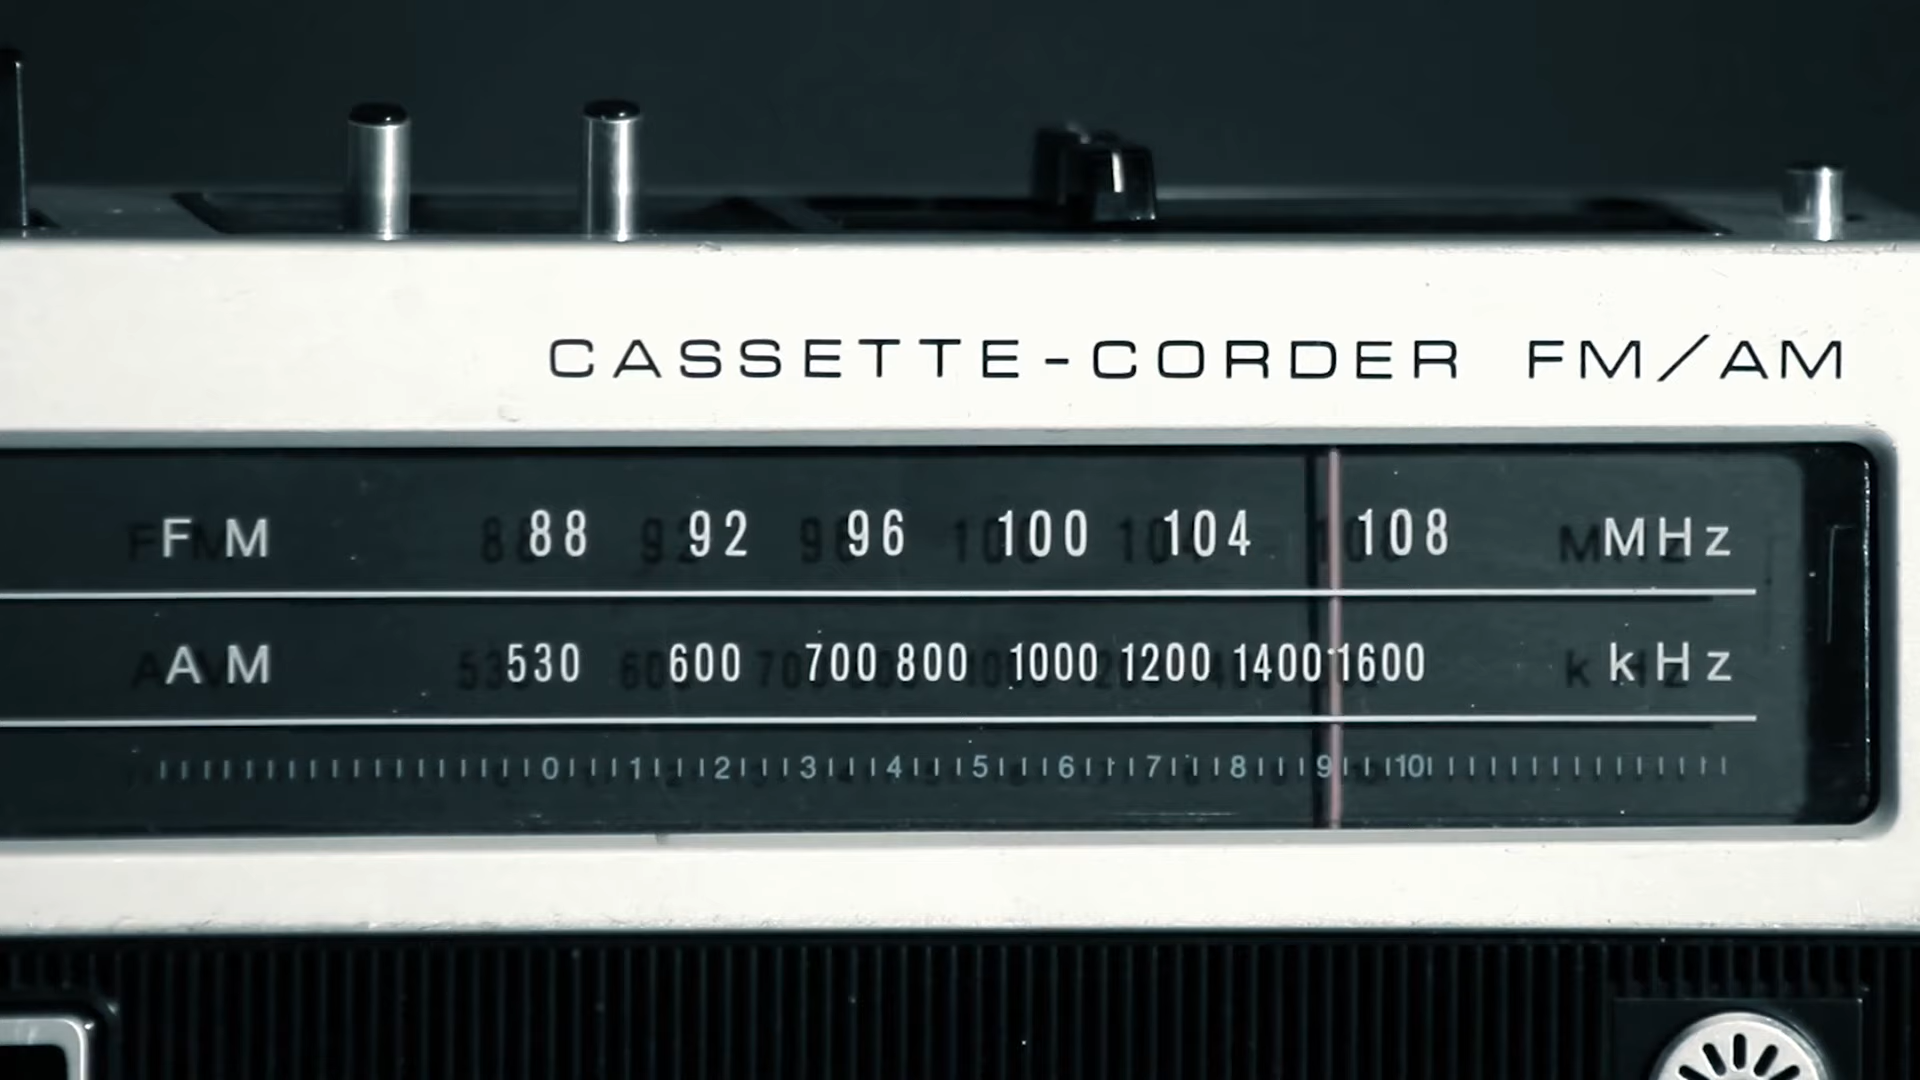 CASSETTE-CORDER FM/AM
FM 88 92 96 100 104 108 MHz
AM 530 600 700 800 1000 1200 1400 1600 kHz
0 1 2 3 4 5 6 7 8 9 10